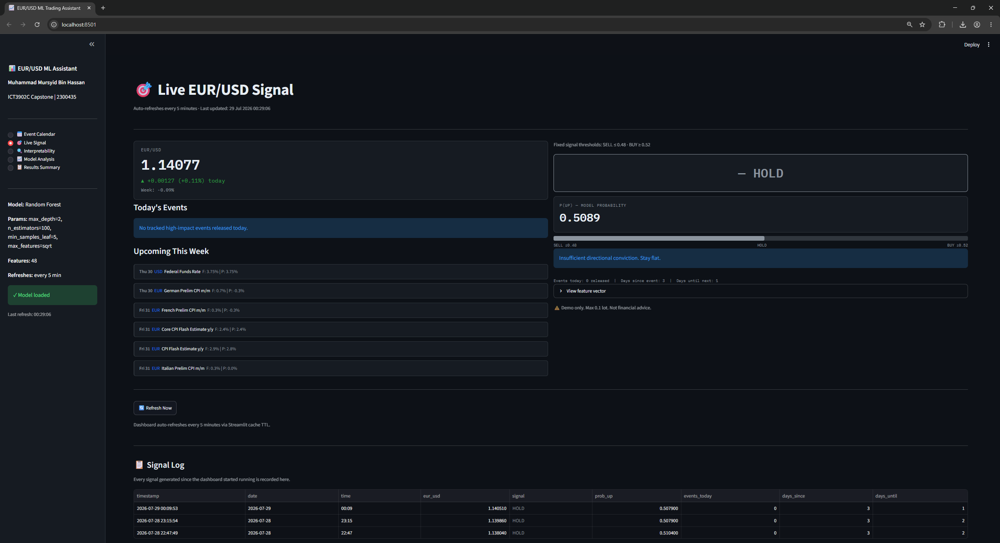 EUR/USD ML Trading Assistant
localhost:8501
Deploy
📊 EUR/USD ML Assistant
Muhammad Mursyid Bin Hassan
ICT3902C Capstone | 2300435
Event Calendar
Live Signal
Interpretability
Model Analysis
Results Summary
Model: Random Forest
Params: max_depth=2,
n_estimators=100,
min_samples_leaf=5,
max_features=sqrt
Features: 48
Refreshes: every 5 min
✓ Model loaded
Last refresh: 00:29:06
Live EUR/USD Signal
Auto-refreshes every 5 minutes · Last updated: 29 Jul 2026 00:29:06
EUR/USD
1.14077
▲ +0.00127 (+0.11%) today
Week: -0.09%
Today's Events
No tracked high-impact events released today.
Upcoming This Week
Thu 30 USD Federal Funds Rate F: 3.75% | P: 3.75%
Thu 30 EUR German Prelim CPI m/m F: 0.7% | P: -0.3%
Fri 31 EUR French Prelim CPI m/m F: 0.3% | P: -0.3%
Fri 31 EUR Core CPI Flash Estimate y/y F: 2.4% | P: 2.4%
Fri 31 EUR CPI Flash Estimate y/y F: 2.9% | P: 2.8%
Fri 31 EUR Italian Prelim CPI m/m F: 0.3% | P: 0.0%
Fixed signal thresholds: SELL ≤ 0.48 · BUY ≥ 0.52
— HOLD
P(UP) — MODEL PROBABILITY
0.5089
SELL ≤0.48 HOLD BUY ≥0.52
Insufficient directional conviction. Stay flat.
Events today: 0 released | Days since event: 3 | Days until next: 1
View feature vector
⚠ Demo only. Max 0.1 lot. Not financial advice.
Refresh Now
Dashboard auto-refreshes every 5 minutes via Streamlit cache TTL.
Signal Log
Every signal generated since the dashboard started running is recorded here.
timestamp date time eur_usd signal prob_up events_today days_since days_until
2026-07-29 00:09:53 2026-07-29 00:09 1.140510 HOLD 0.507900 0 3 1
2026-07-28 23:15:54 2026-07-28 23:15 1.139860 HOLD 0.507900 0 3 2
2026-07-28 22:47:49 2026-07-28 22:47 1.138040 HOLD 0.510400 0 3 2